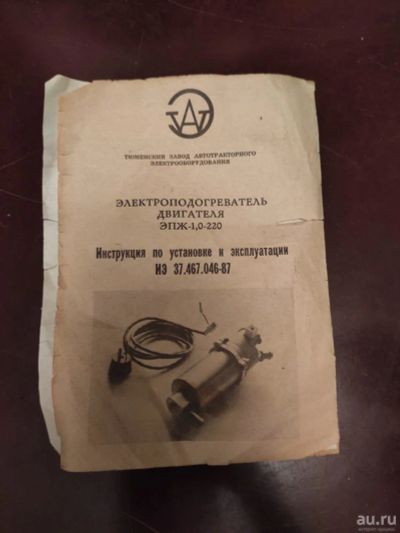 ТЮМЕНСКИЙ ЗАВОД АВТОТРАКТОРНОГО
ЭЛЕКТРООБОРУДОВАНИЯ
ЭЛЕКТРОПОДОГРЕВАТЕЛЬ
ДВИГАТЕЛЯ
ЭПЖ-1,0-220
Инструкция по установке и эксплуатации
ИЭ 37.467.046-87
au.ru